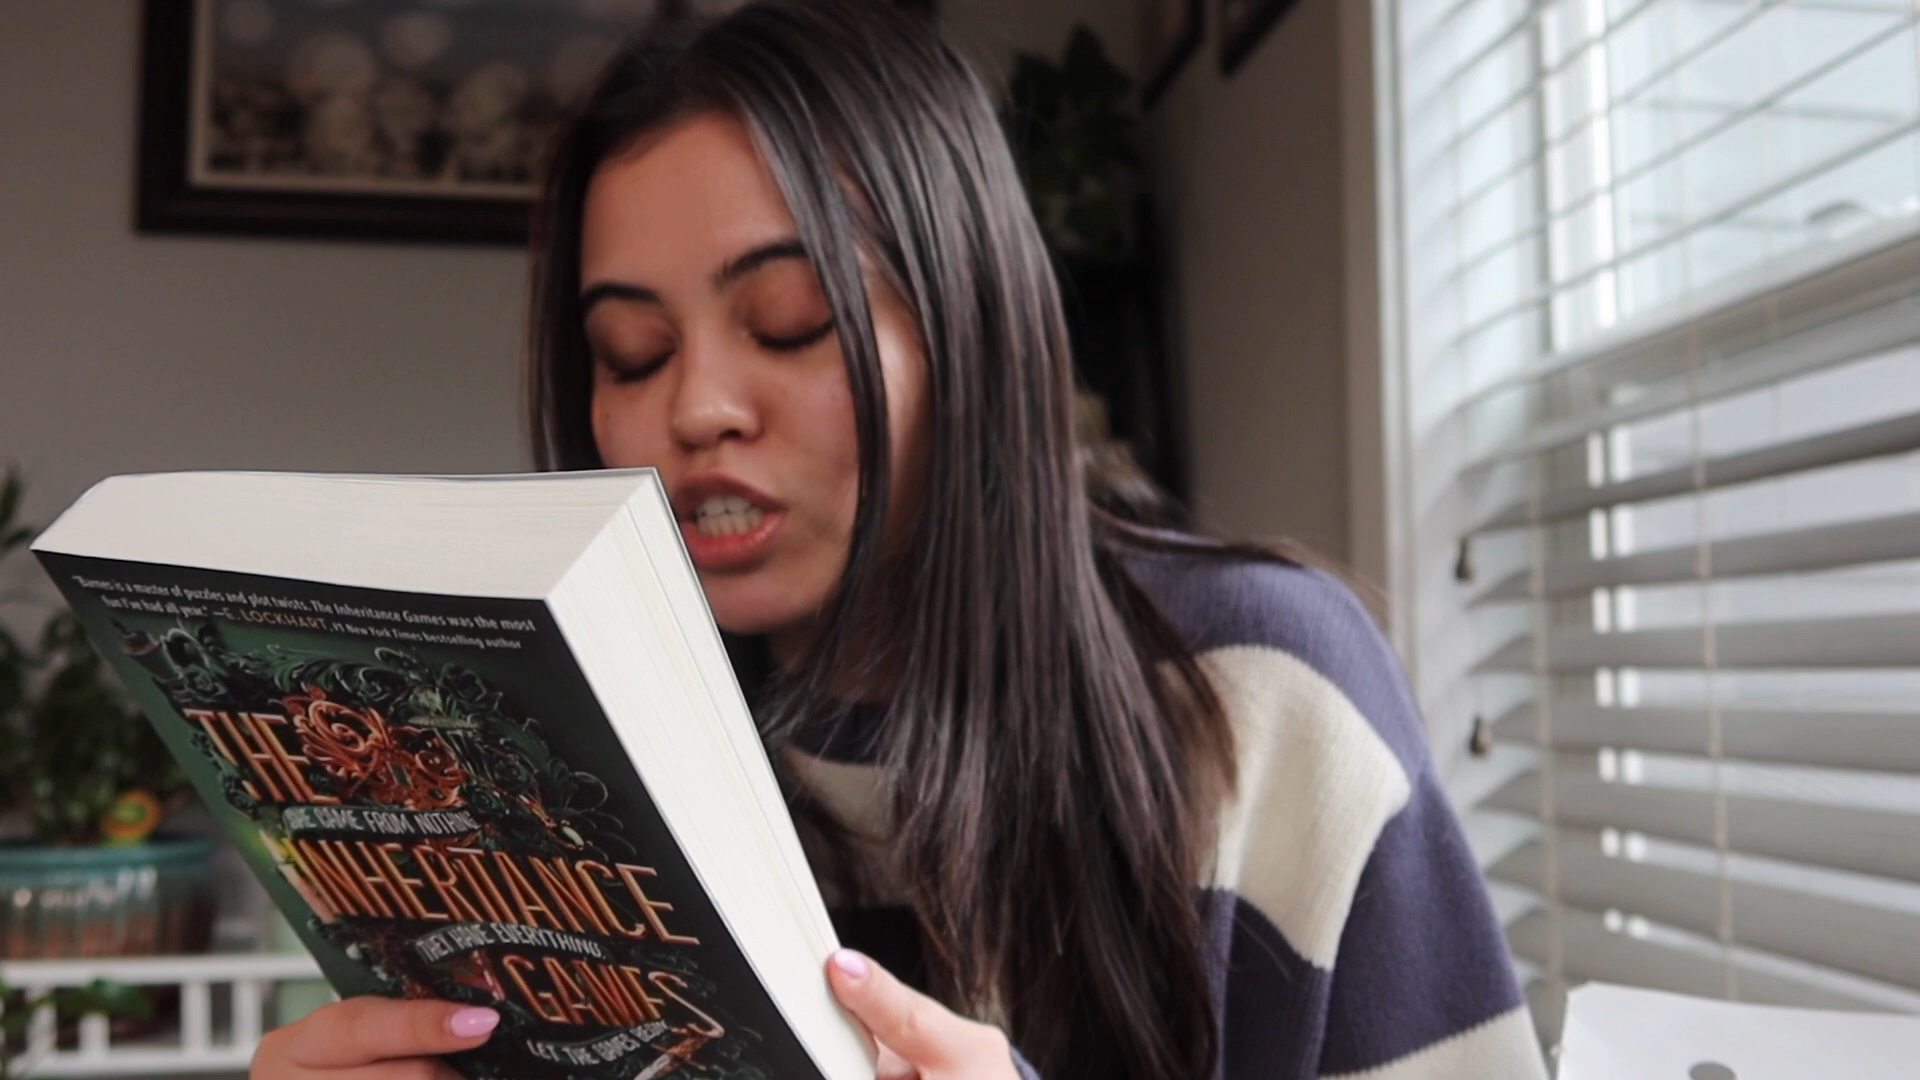 "Barnes is a master of puzzles and plot twists. The Inheritance Games was the most
fun I've had all year." —E. LOCKHART, #1 New York Times bestselling author
THE
SHE CAME FROM NOTHING.
INHERITANCE
THEY HAVE EVERYTHING.
GAMES
LET THE GAMES BEGIN.